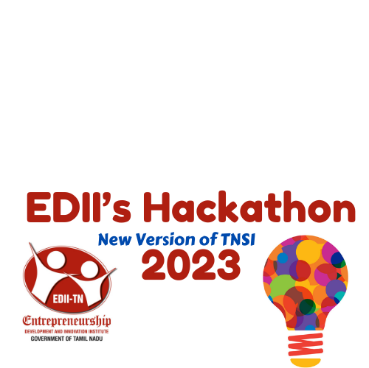 EDII's Hackathon
New Version of TNSI
2023
EDII-TN
Entrepreneurship
DEVELOPMENT AND INNOVATION INSTITUTE
GOVERNMENT OF TAMIL NADU